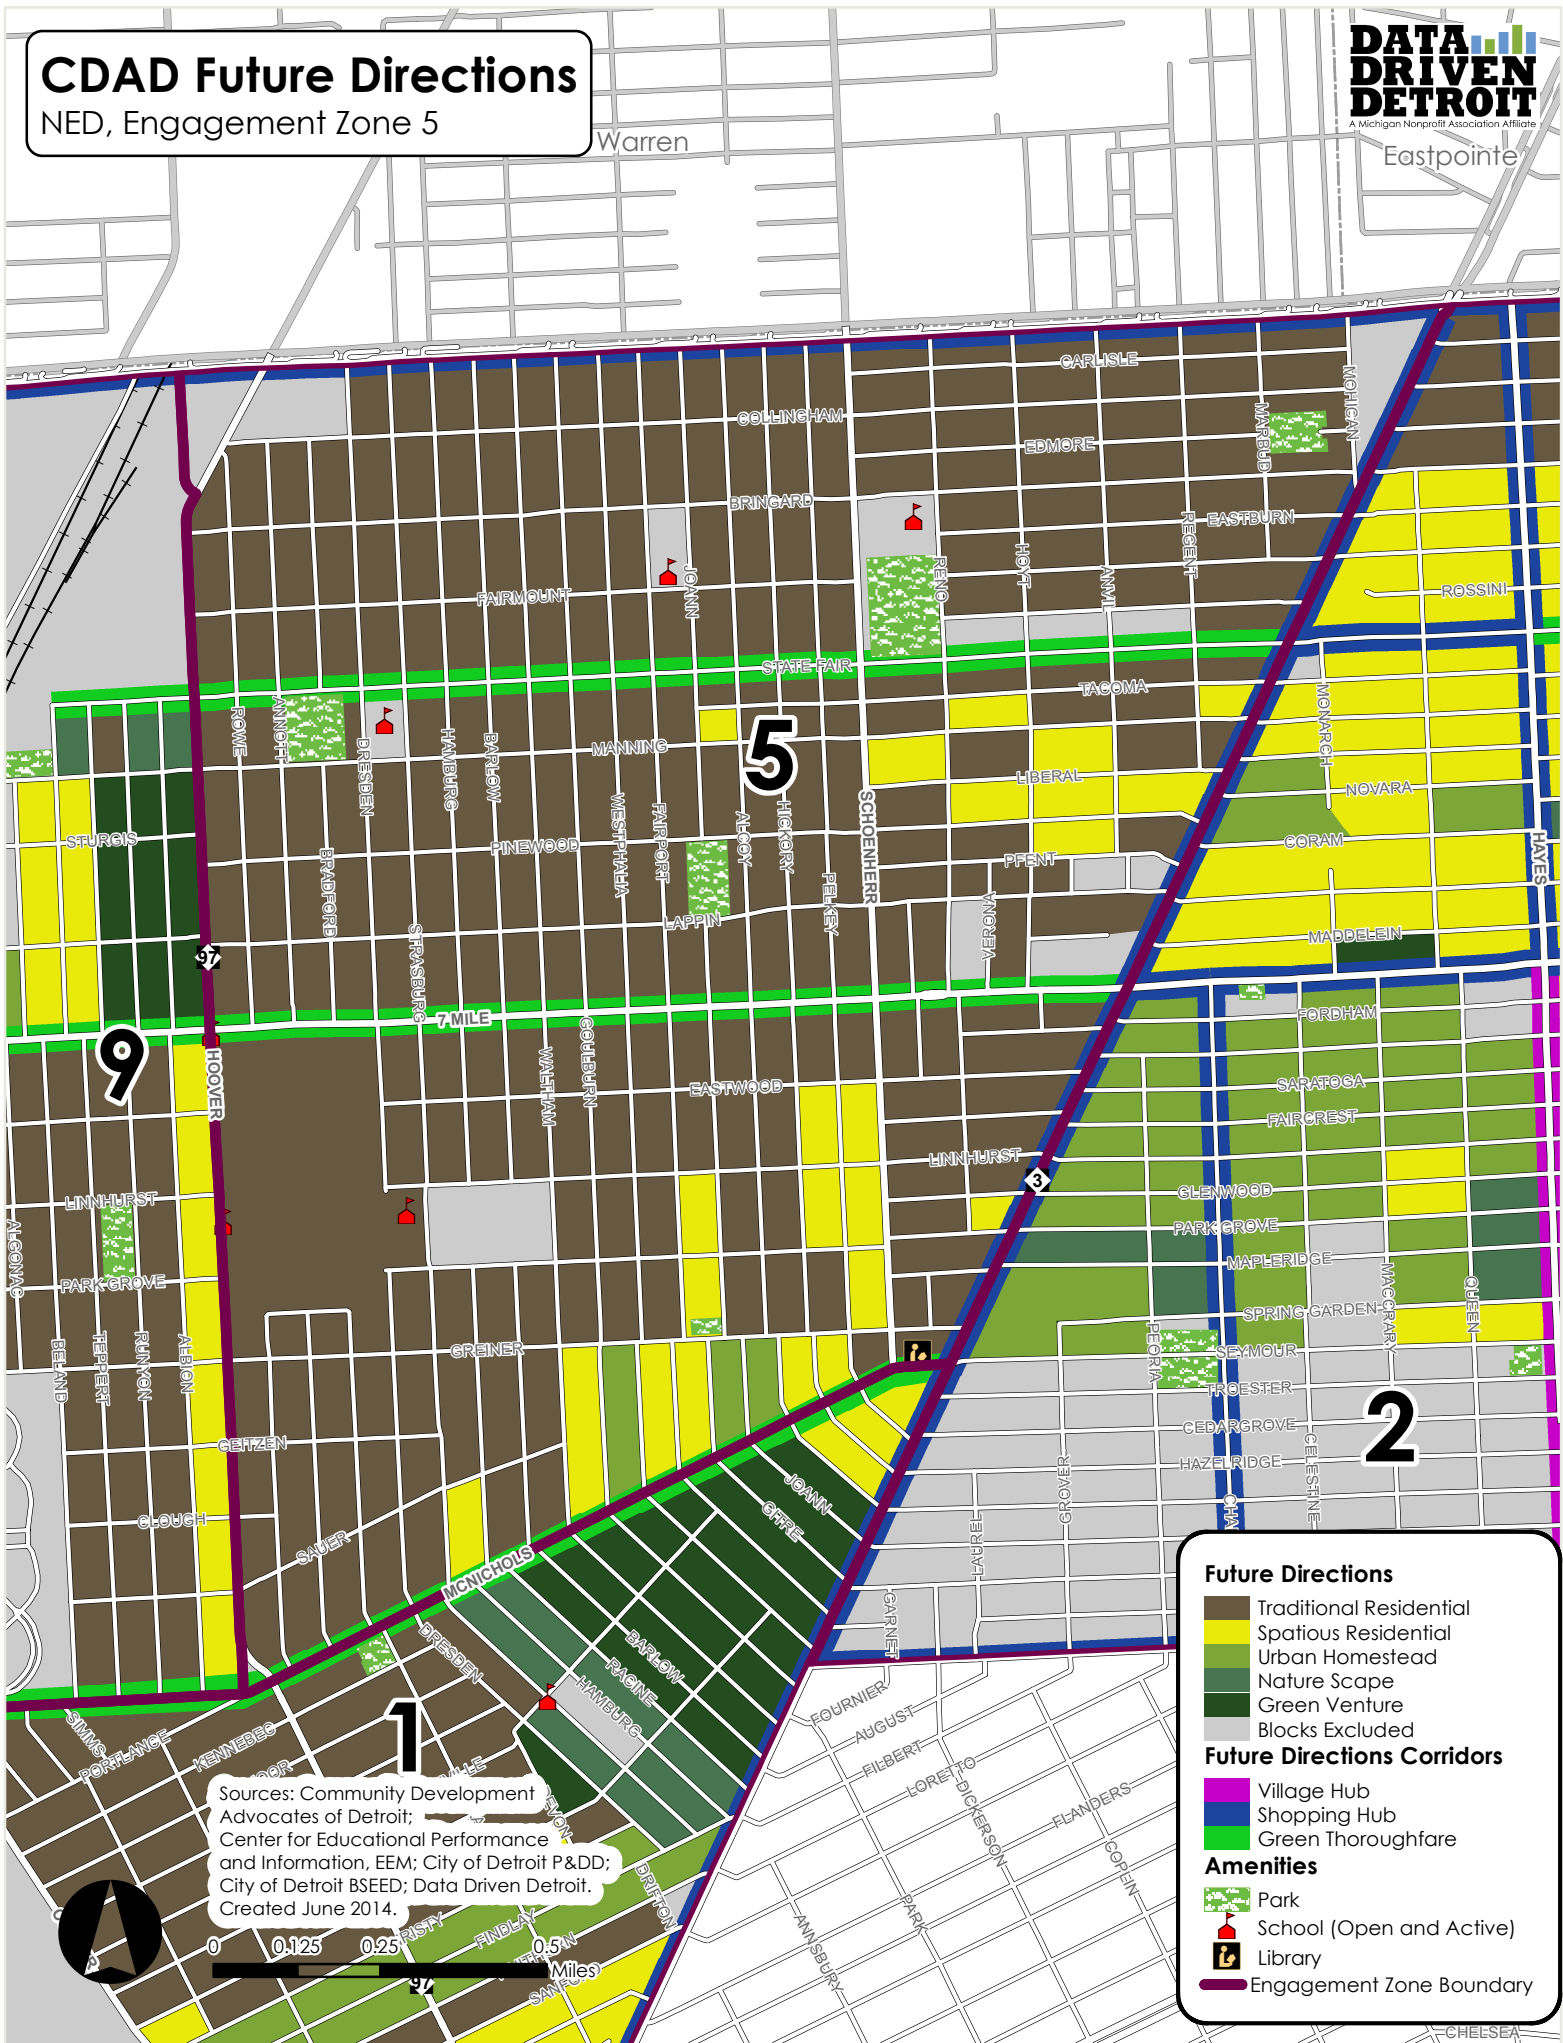 CDAD Future Directions
NED, Engagement Zone 5
DATA
DRIVEN
DETROIT
A Michigan Nonprofit Association Affiliate
Warren
Eastpointe
CARLISLE
MOHICAN
COLLINGHAM
MARBUD
EDMORE
BRINGARD
EASTBURN
REGENT
HOYT
RENO
JOANN
ANVIL
FAIRMOUNT
ROSSINI
STATE FAIR
TACOMA
MONARCH
ROWE
ANNOTT
DRESDEN
HAMBURG
BARLOW
MANNING
5
LIBERAL
NOVARA
SCHOENHERR
WESTPHALIA
FAIRPORT
ALCOY
HICKORY
STURGIS
PINEWOOD
CORAM
HAYES
BRADFORD
PFENT
PELKEY
LAPPIN
VERONA
MADDELEIN
STRASBURG
97
7 MILE
FORDHAM
9
HOOVER
GOULBURN
WALTHAM
EASTWOOD
SARATOGA
FAIRCREST
LINNHURST
3
GLENWOOD
LINNHURST
PARK GROVE
ALGONAC
MAPLERIDGE
PARK GROVE
MACCRARY
QUEEN
SPRING GARDEN
BELAND
TEPPERT
RUNYON
ALBION
GREINER
PEORIA
SEYMOUR
TROESTER
2
CEDARGROVE
GEITZEN
HAZELRIDGE
GROVER
CELESTINE
CHA
JOANN
GFFRE
CLOUGH
SAUER
LAUREL
MCNICHOLS
GARNET
DRESDEN
BARLOW
RACINE
HAMBURG
1
SIMMS
PORTLANCE
KENNEBEC
FOURNIER
AUGUST
FILBERT
LORETTO
DICKERSON
FLANDERS
COPLIN
DRIFTON
ANNSBURY
PARK
FINDLAY
Sources: Community Development
Advocates of Detroit;
Center for Educational Performance
and Information, EEM; City of Detroit P&DD;
City of Detroit BSEED; Data Driven Detroit.
Created June 2014.
0 0.125 0.25 0.5
Miles
97
Future Directions
Traditional Residential
Spatious Residential
Urban Homestead
Nature Scape
Green Venture
Blocks Excluded
Future Directions Corridors
Village Hub
Shopping Hub
Green Thoroughfare
Amenities
Park
School (Open and Active)
Library
Engagement Zone Boundary
CHELSEA